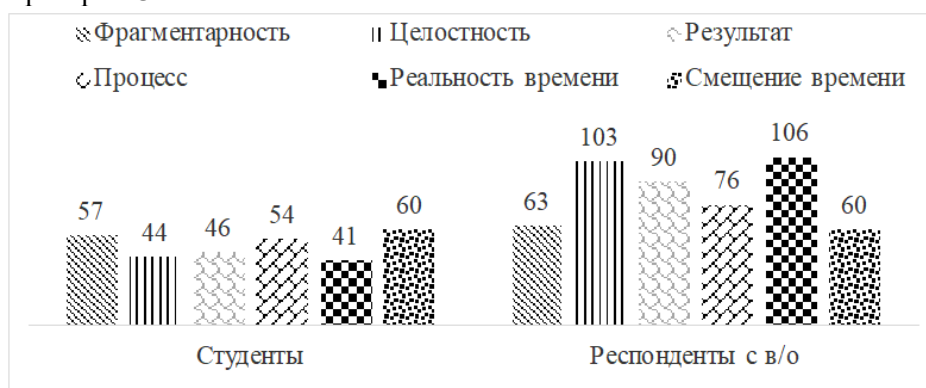 Фрагментарность Целостность Результат
Процесс Реальность времени Смещение времени
57 44 46 54 41 60 63 103 90 76 106 60
Студенты Респонденты с в/о